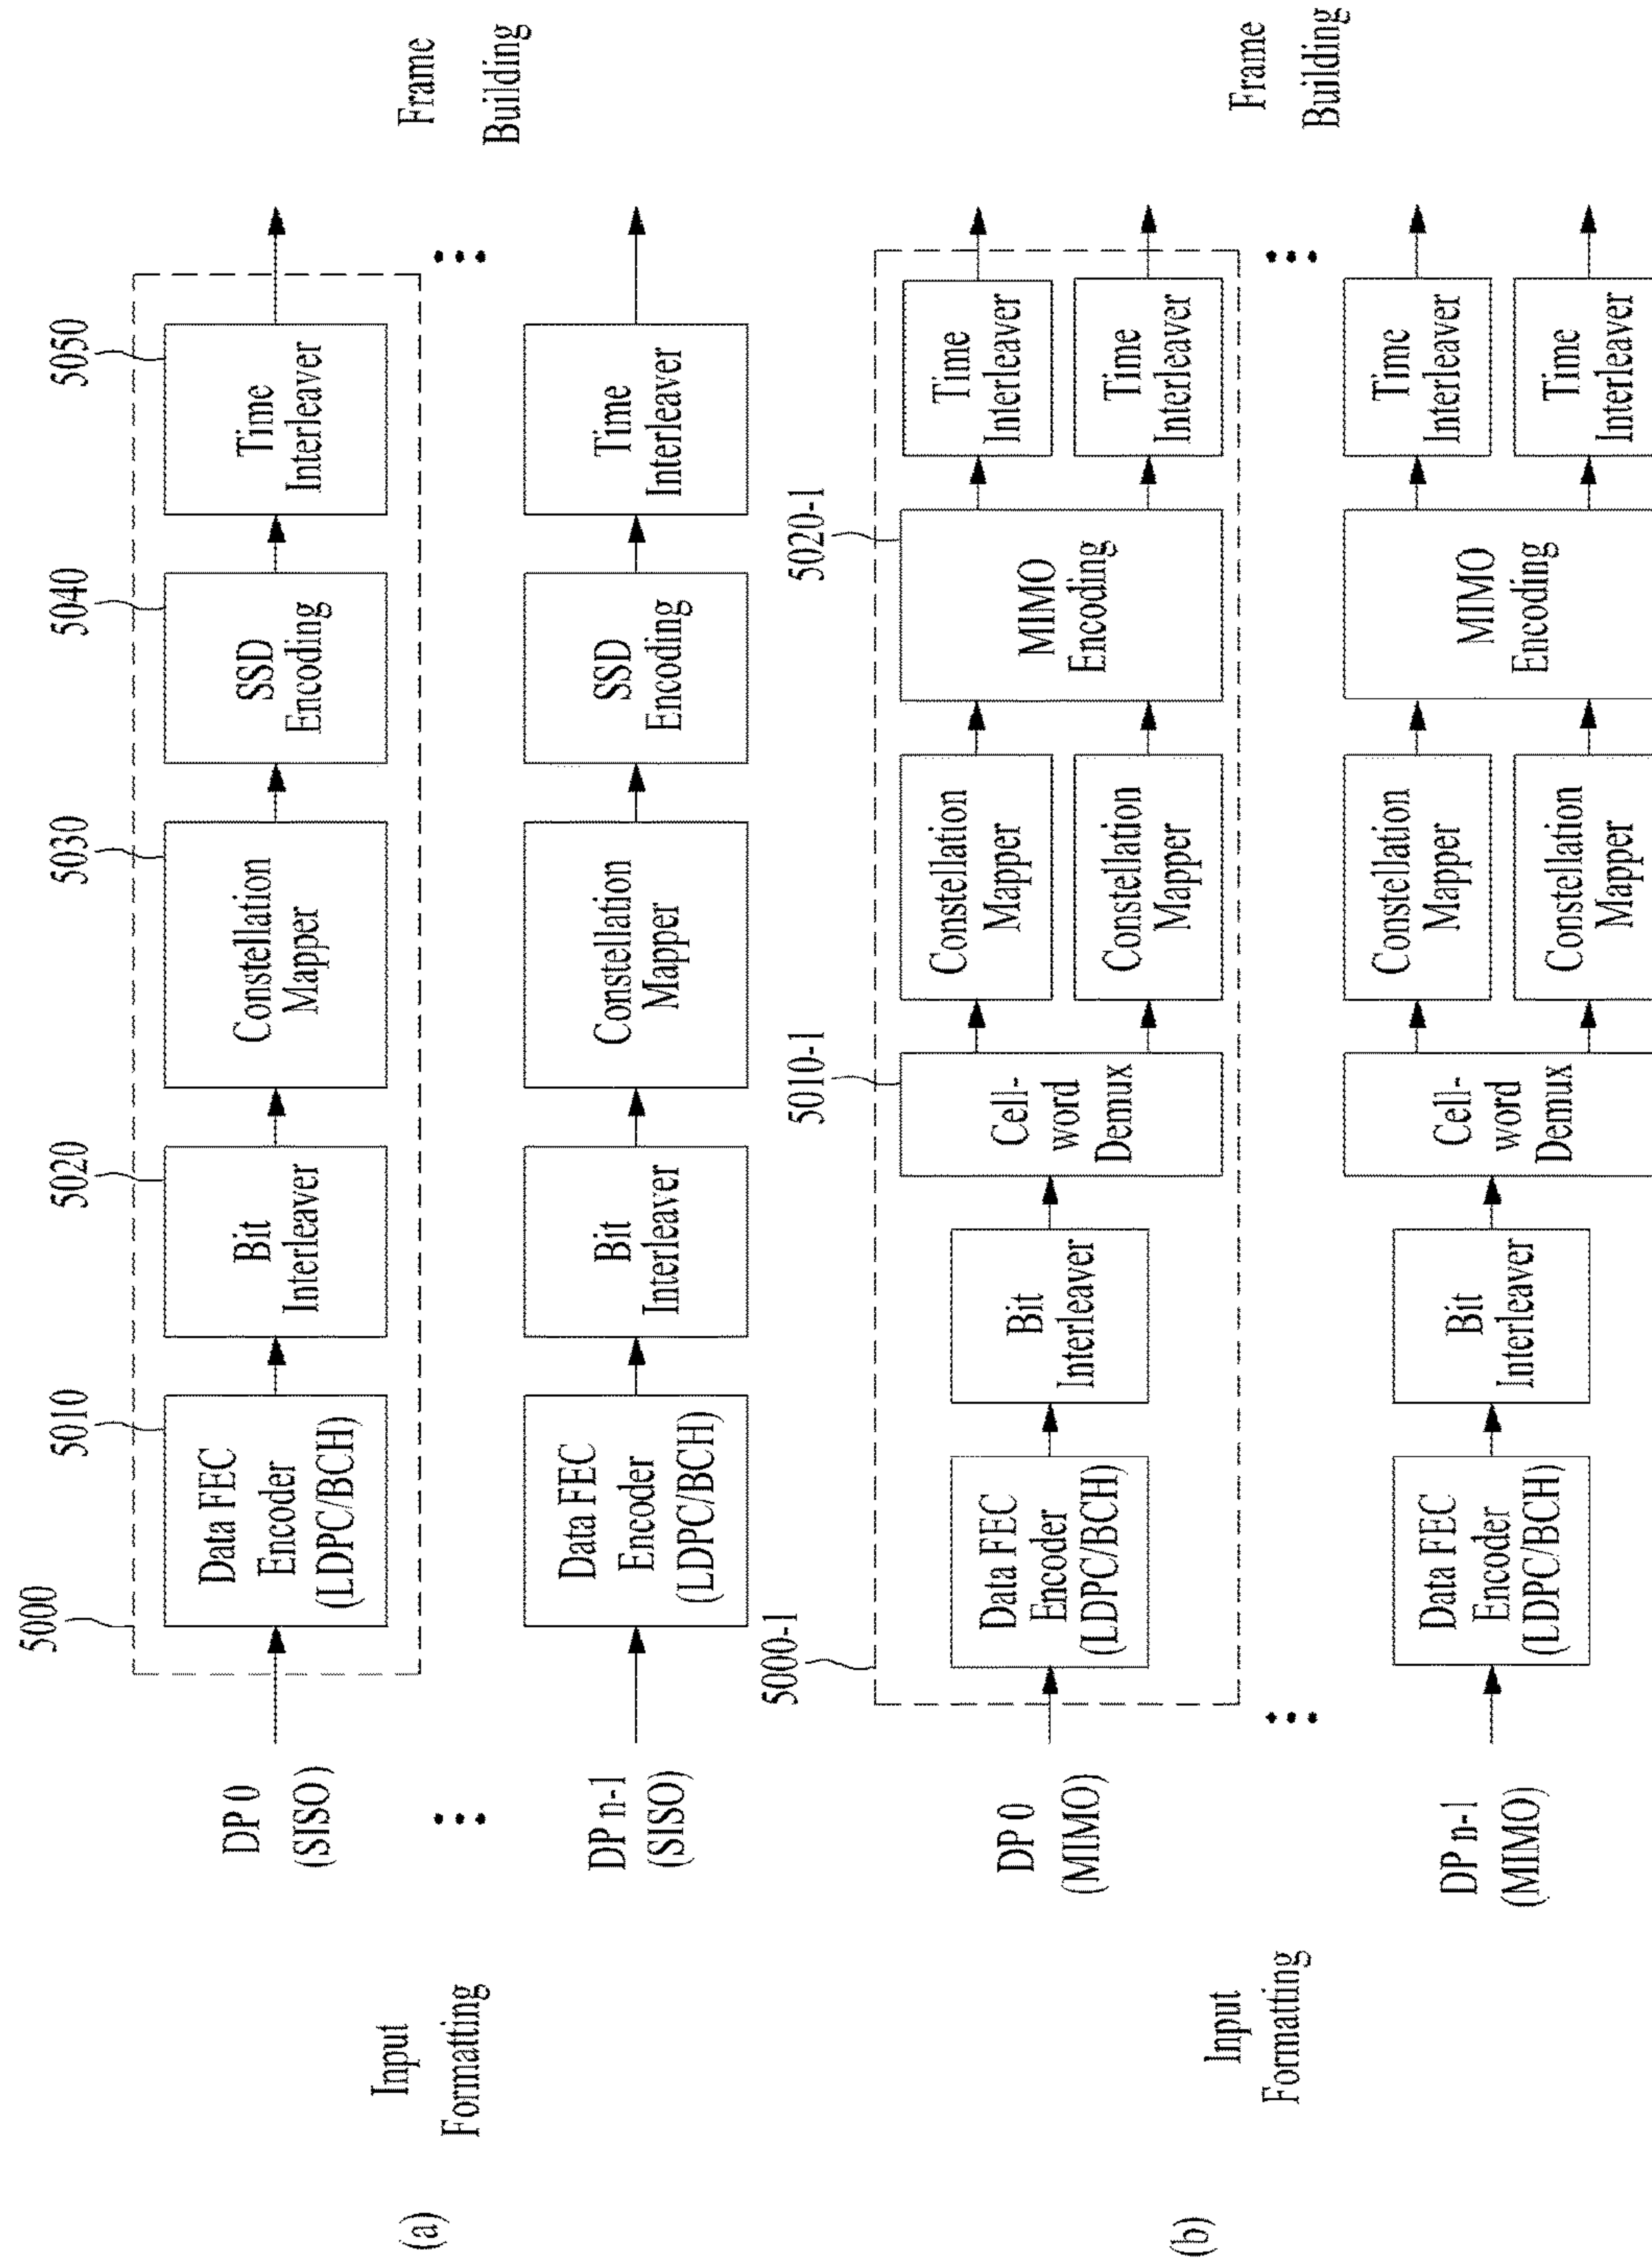 (a)
Input
Formatting
DP 0
(SISO)
5000
5010
Data FEC
Encoder
(LDPC/BCH)
5020
Bit
Interleaver
5030
Constellation
Mapper
5040
SSD
Encoding
5050
Time
Interleaver
Frame
Building
DP n-1
(SISO)
Data FEC
Encoder
(LDPC/BCH)
Bit
Interleaver
Constellation
Mapper
SSD
Encoding
Time
Interleaver
(b)
Input
Formatting
DP 0
(MIMO)
5000-1
Data FEC
Encoder
(LDPC/BCH)
Bit
Interleaver
5010-1
Cell-
word
Demux
Constellation
Mapper
Constellation
Mapper
5020-1
MIMO
Encoding
Time
Interleaver
Time
Interleaver
Frame
Building
DP n-1
(MIMO)
Data FEC
Encoder
(LDPC/BCH)
Bit
Interleaver
Cell-
word
Demux
Constellation
Mapper
Constellation
Mapper
MIMO
Encoding
Time
Interleaver
Time
Interleaver